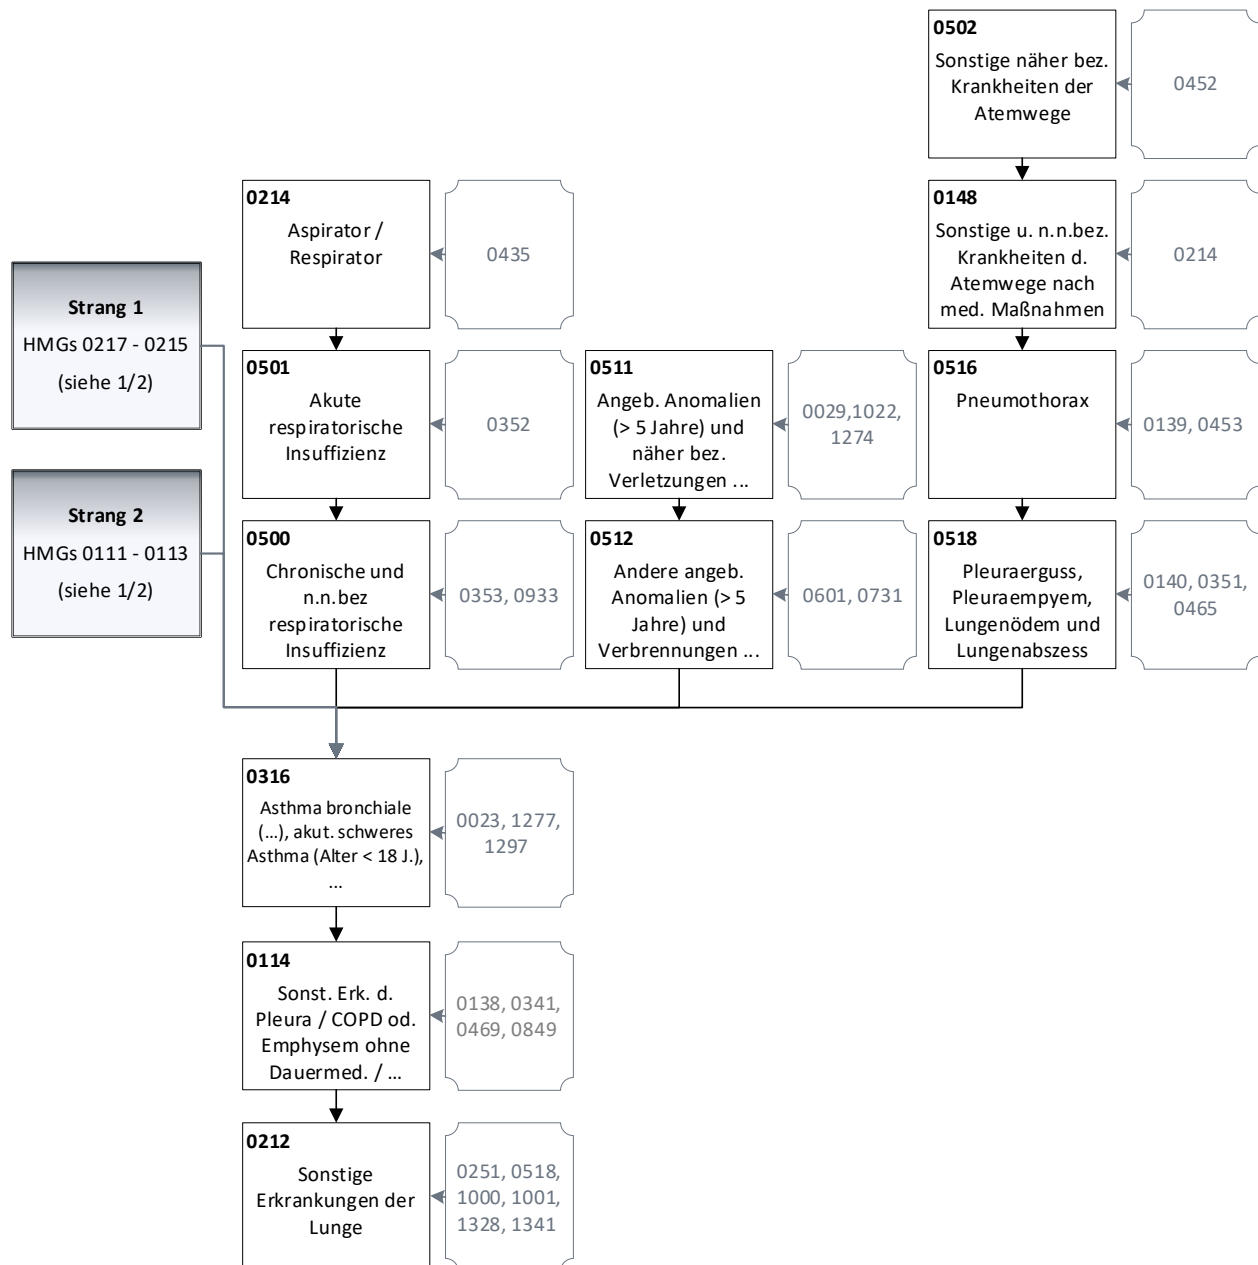 0502
Sonstige näher bez.
Krankheiten der
Atemwege
0452
0214
Aspirator /
Respirator
0435
0148
Sonstige u. n.n.bez.
Krankheiten d.
Atemwege nach
med. Maßnahmen
0214
Strang 1
HMGs 0217 - 0215
(siehe 1/2)
0501
Akute
respiratorische
Insuffizienz
0352
0511
Angeb. Anomalien
(> 5 Jahre) und
näher bez.
Verletzungen ...
0029,1022,
1274
0516
Pneumothorax
0139, 0453
Strang 2
HMGs 0111 - 0113
(siehe 1/2)
0500
Chronische und
n.n.bez
respiratorische
Insuffizienz
0353, 0933
0512
Andere angeb.
Anomalien (> 5
Jahre) und
Verbrennungen ...
0601, 0731
0518
Pleuraerguss,
Pleuraempyem,
Lungenödem und
Lungenabszess
0140, 0351,
0465
0316
Asthma bronchiale
(...), akut. schweres
Asthma (Alter < 18 J.),
...
0023, 1277,
1297
0114
Sonst. Erk. d.
Pleura / COPD od.
Emphysem ohne
Dauermed. / ...
0138, 0341,
0469, 0849
0212
Sonstige
Erkrankungen der
Lunge
0251, 0518,
1000, 1001,
1328, 1341